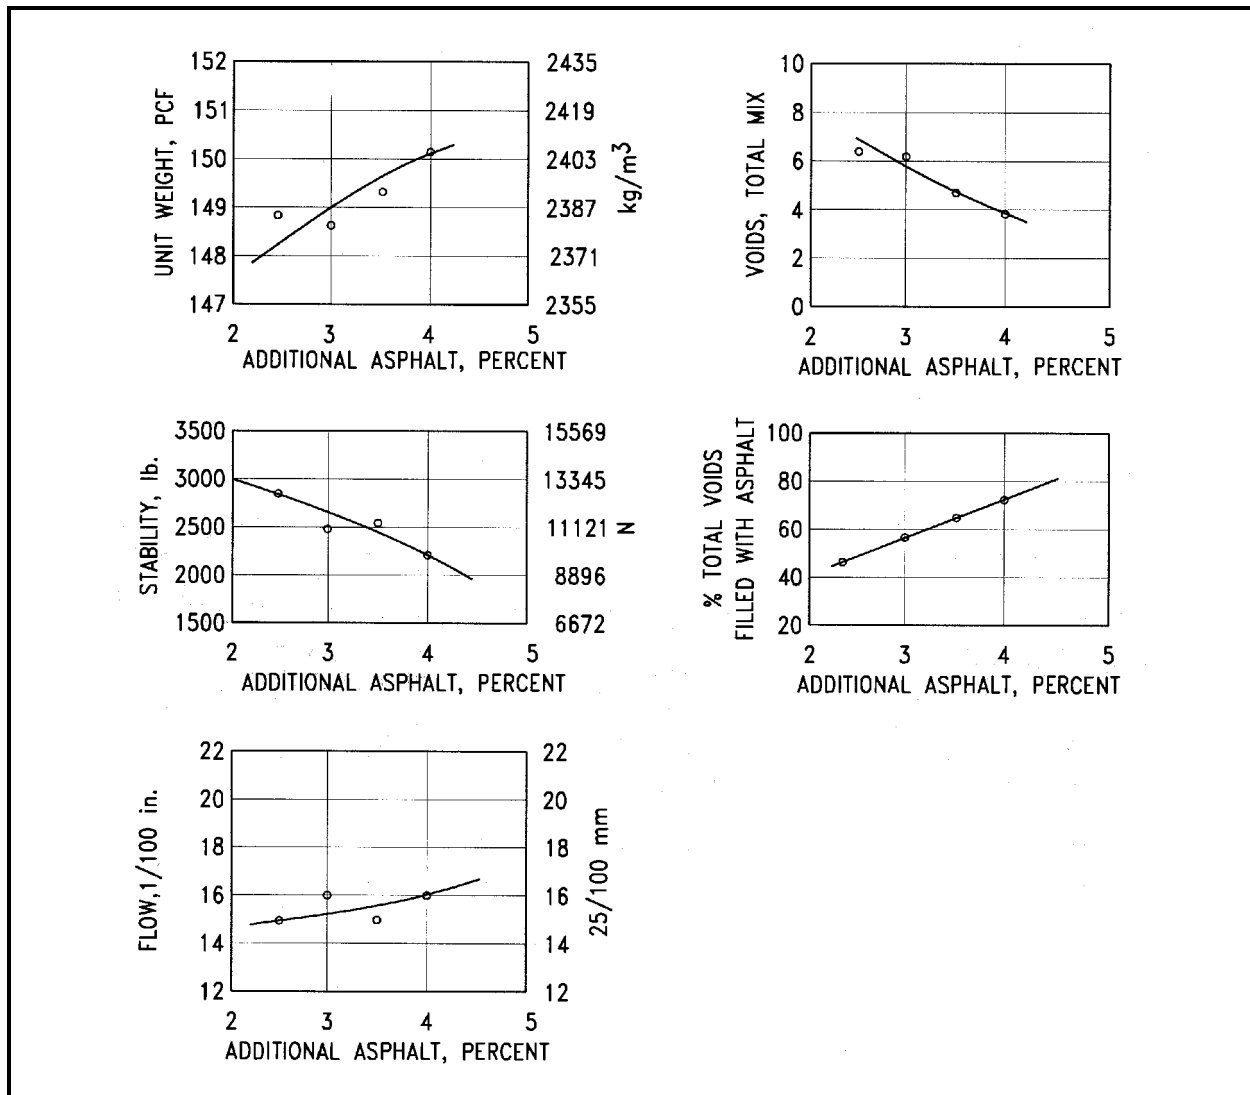 152
151
150
149
148
147
UNIT WEIGHT, PCF
2435
2419
2403
2387
2371
2355
kg/m³
2 3 4 5
ADDITIONAL ASPHALT, PERCENT
10
8
6
4
2
0
VOIDS, TOTAL MIX
2 3 4 5
ADDITIONAL ASPHALT, PERCENT
3500
3000
2500
2000
1500
STABILITY, lb.
15569
13345
11121 N
8896
6672
2 3 4 5
ADDITIONAL ASPHALT, PERCENT
100
80
60
40
20
% TOTAL VOIDS
FILLED WITH ASPHALT
2 3 4 5
ADDITIONAL ASPHALT, PERCENT
22
20
18
16
14
12
FLOW,1/100 in.
22
20
18
16
14
12
25/100 mm
2 3 4 5
ADDITIONAL ASPHALT, PERCENT